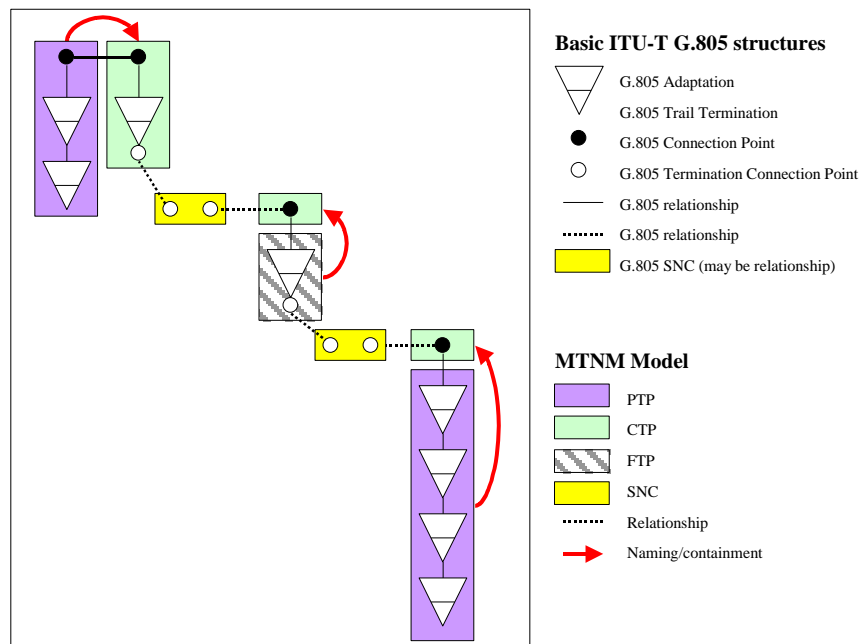 Basic ITU-T G.805 structures
G.805 Adaptation
G.805 Trail Termination
G.805 Connection Point
G.805 Termination Connection Point
G.805 relationship
G.805 relationship
G.805 SNC (may be relationship)
MTNM Model
PTP
CTP
FTP
SNC
Relationship
Naming/containment